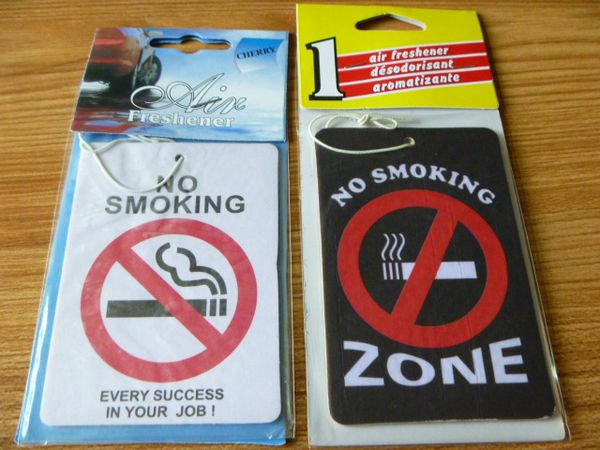 CHERRY
Air
Freshener
NO
SMOKING
EVERY SUCCESS
IN YOUR JOB !
1
air freshener
désodorisant
aromatizante
NO SMOKING
ZONE